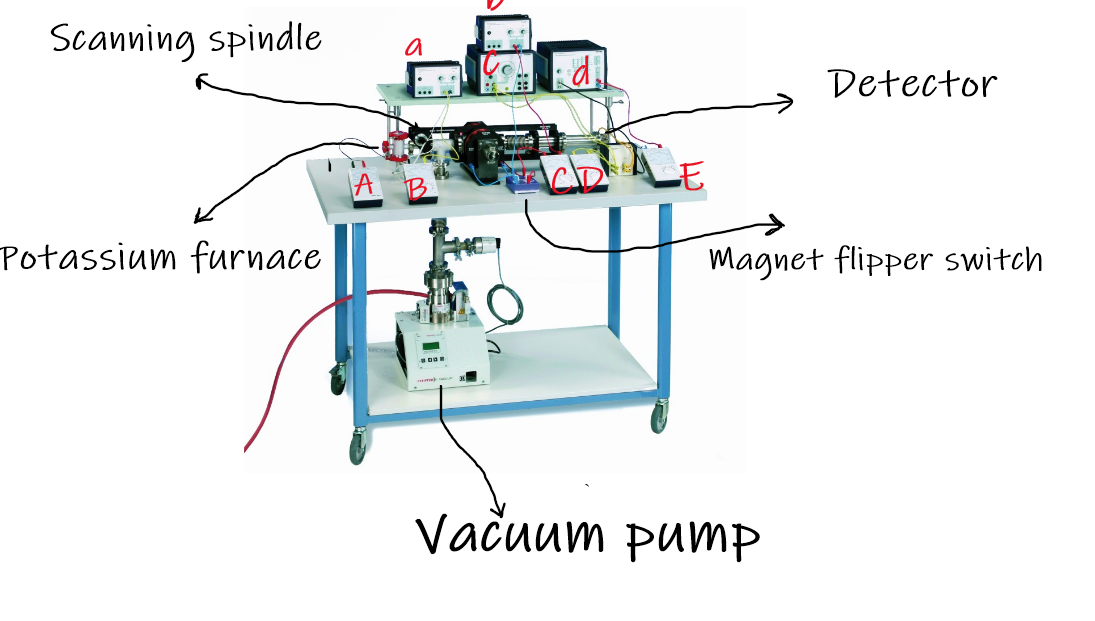 b
Scanning spindle
a
c
d
Detector
A
B
C D
E
Potassium furnace
Magnet flipper switch
Vacuum pump